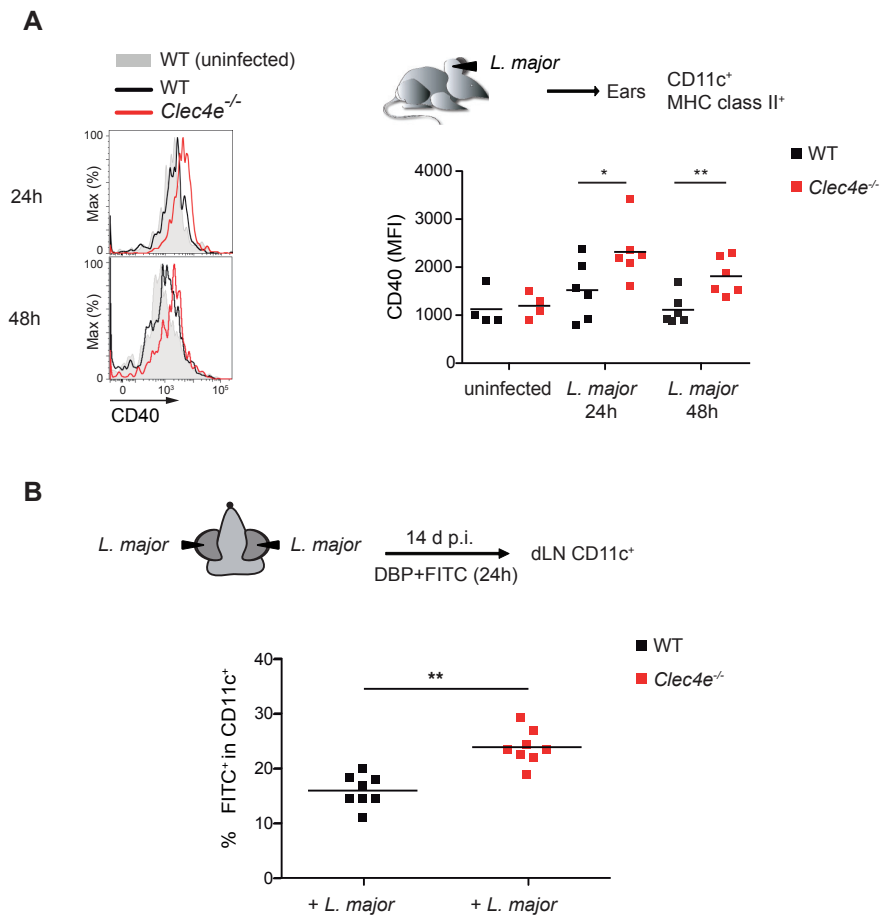 A
WT (uninfected)
WT
Clec4e-/-
24h
Max (%)
100
0
48h
Max (%)
100
0
0 10³ 10⁵
CD40
L. major
Ears
CD11c⁺
MHC class II⁺
WT
Clec4e-/-
CD40 (MFI)
4000
3000
2000
1000
0
*
**
uninfected
L. major
24h
L. major
48h
B
L. major
L. major
14 d p.i.
DBP+FITC (24h)
dLN CD11c⁺
WT
Clec4e-/-
% FITC⁺ in CD11c⁺
40
30
20
10
0
**
+ L. major
+ L. major